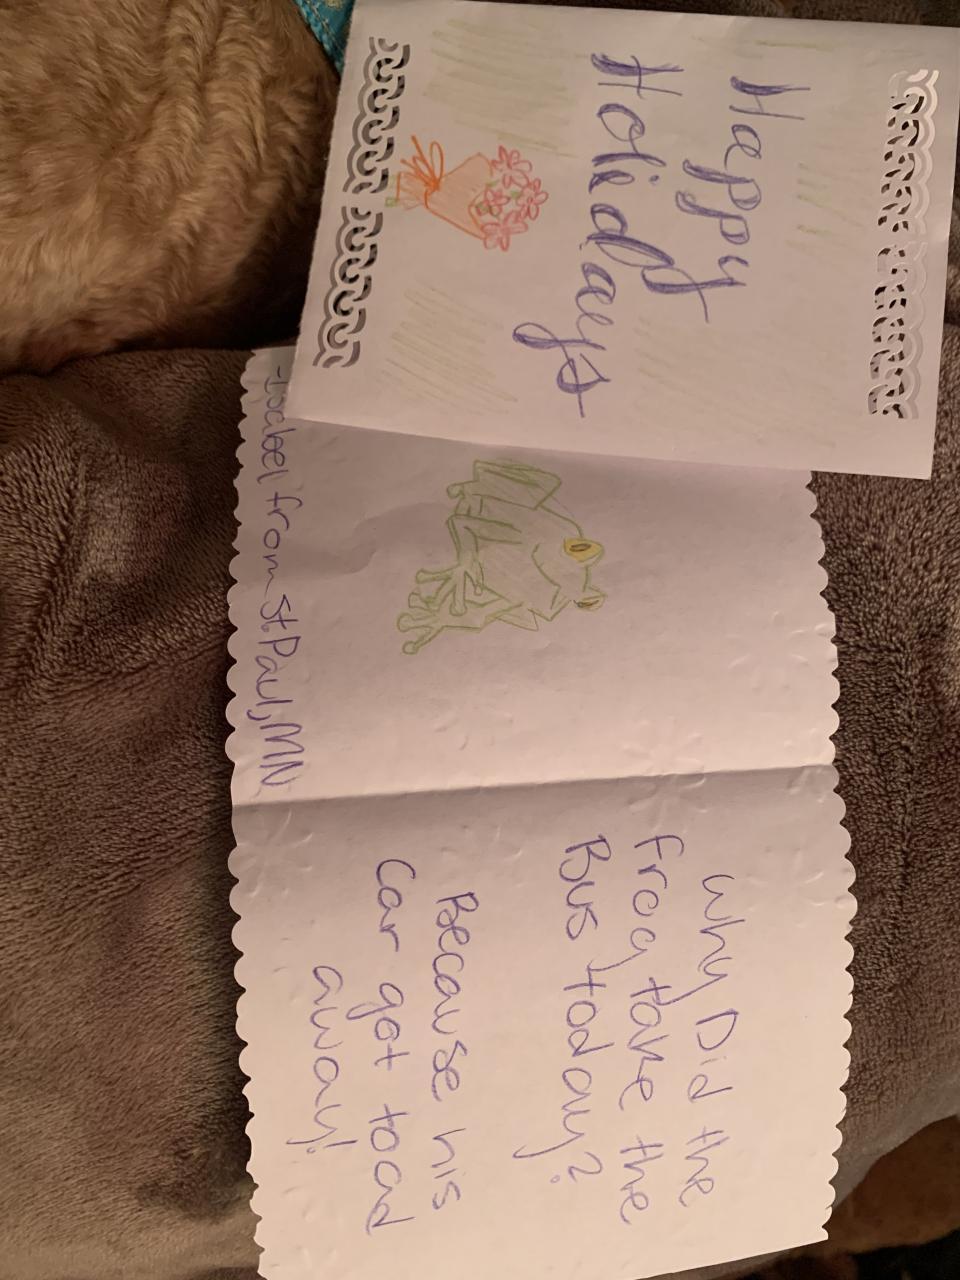 Happy
Holidays
-Isabel from St. Paul, MN
Why Did the
frog take the
Bus today?
Because his
Car got toad
away!